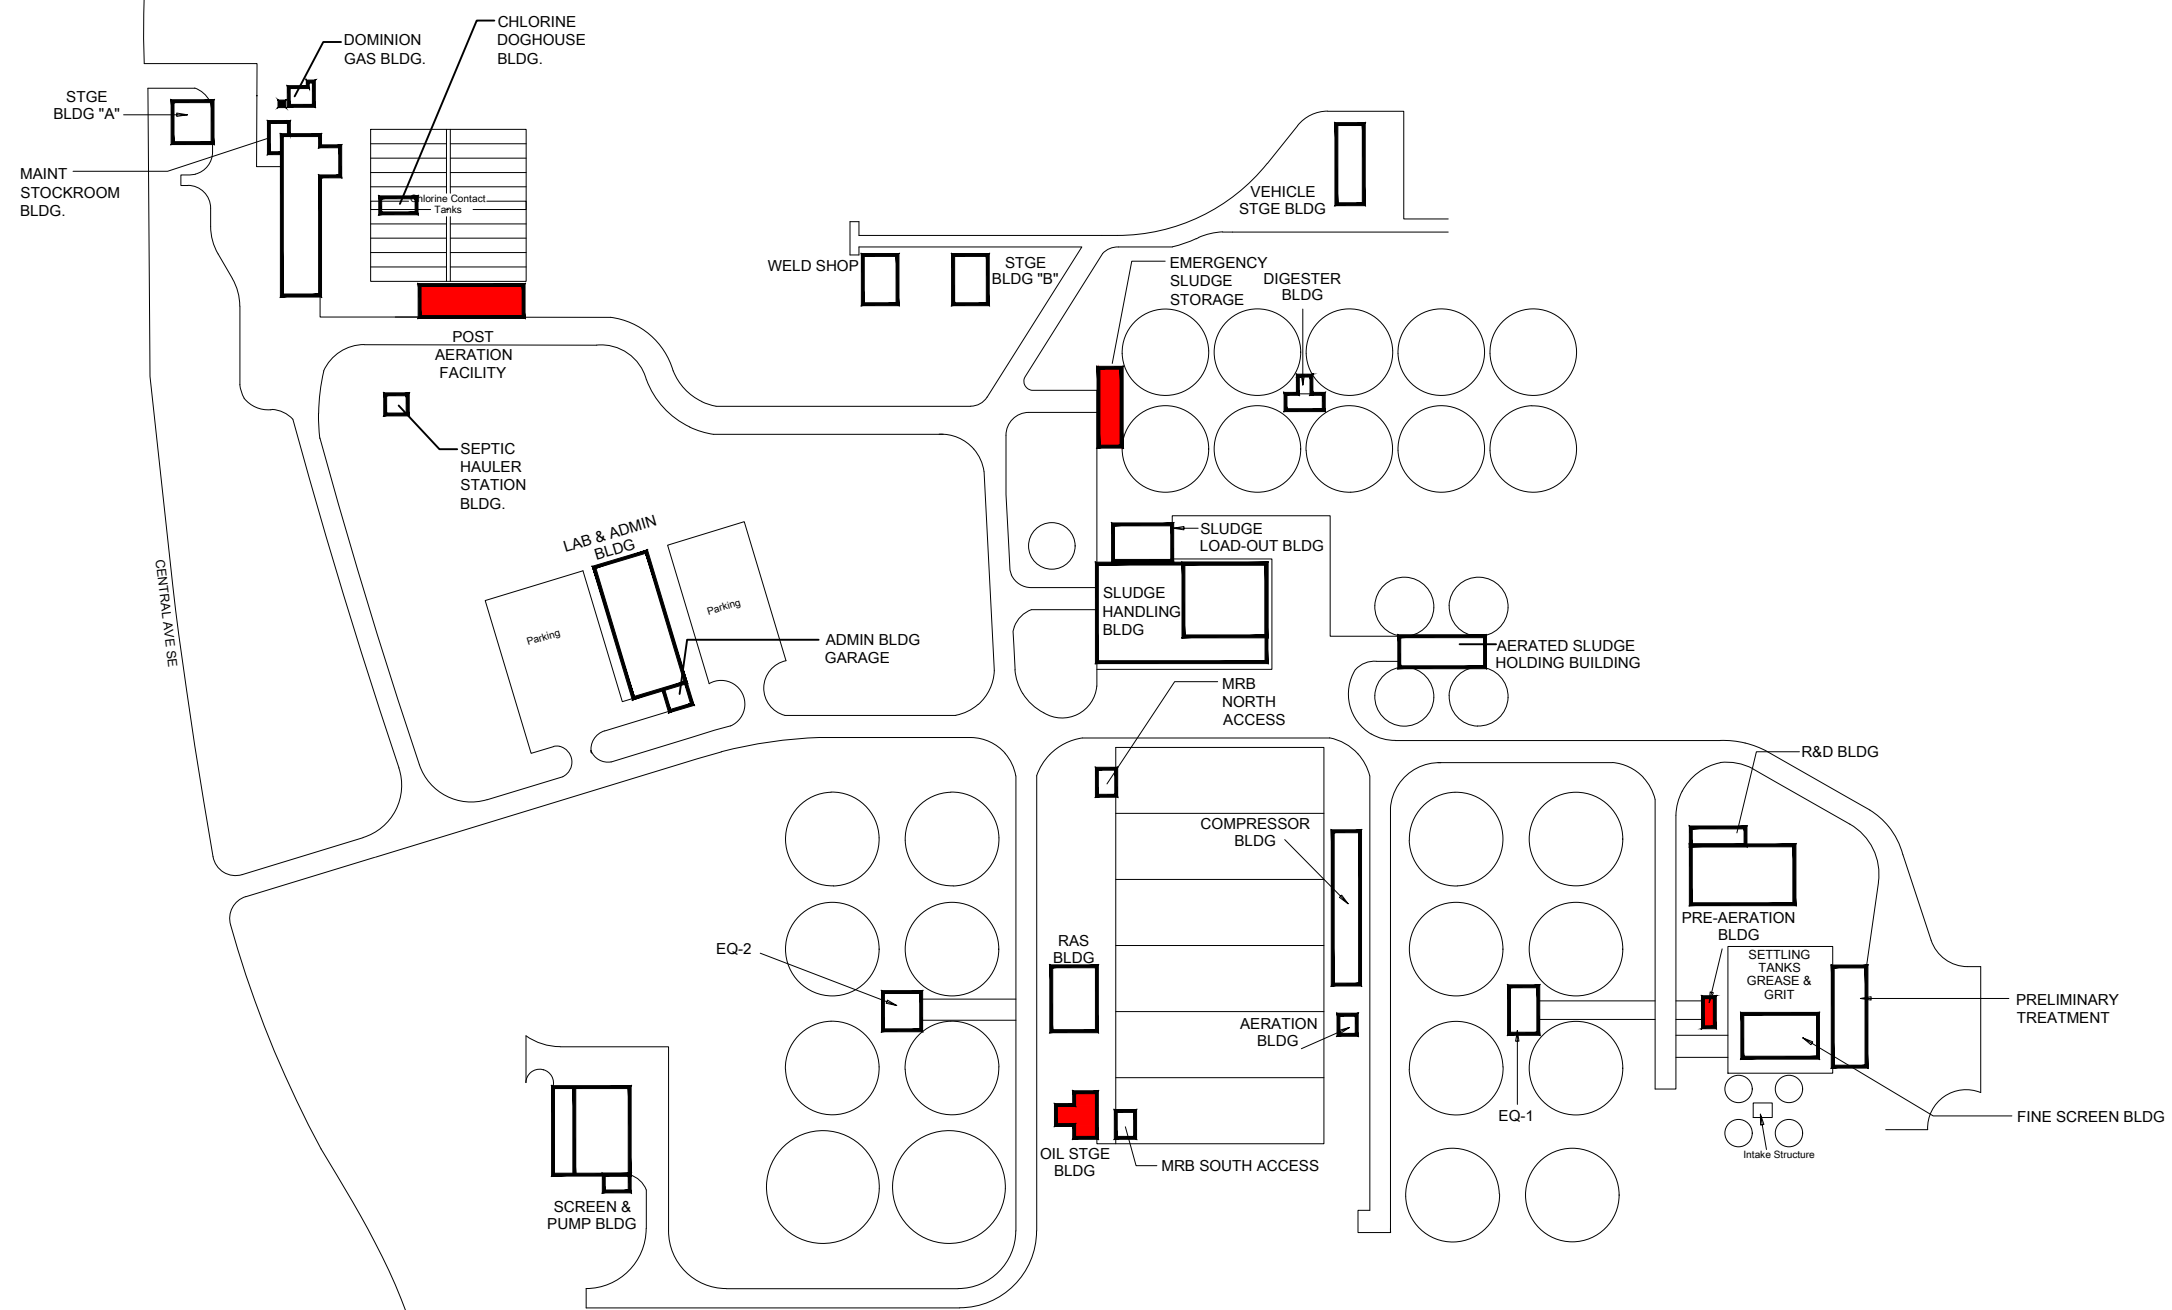 CHLORINE
DOGHOUSE
BLDG.
DOMINION
GAS BLDG.
STGE
BLDG "A"
MAINT
STOCKROOM
BLDG.
Chlorine Contact
Tanks
VEHICLE
STGE BLDG
WELD SHOP
STGE
BLDG "B"
EMERGENCY
SLUDGE
STORAGE
DIGESTER
BLDG
POST
AERATION
FACILITY
SEPTIC
HAULER
STATION
BLDG.
LAB & ADMIN
BLDG
Parking
Parking
CENTRAL AVE SE
ADMIN BLDG
GARAGE
SLUDGE
LOAD-OUT BLDG
SLUDGE
HANDLING
BLDG
AERATED SLUDGE
HOLDING BUILDING
MRB
NORTH
ACCESS
R&D BLDG
COMPRESSOR
BLDG
PRE-AERATION
BLDG
SETTLING
TANKS
GREASE &
GRIT
EQ-2
RAS
BLDG
AERATION
BLDG
PRELIMINARY
TREATMENT
EQ-1
FINE SCREEN BLDG
Intake Structure
OIL STGE
BLDG
MRB SOUTH ACCESS
SCREEN &
PUMP BLDG